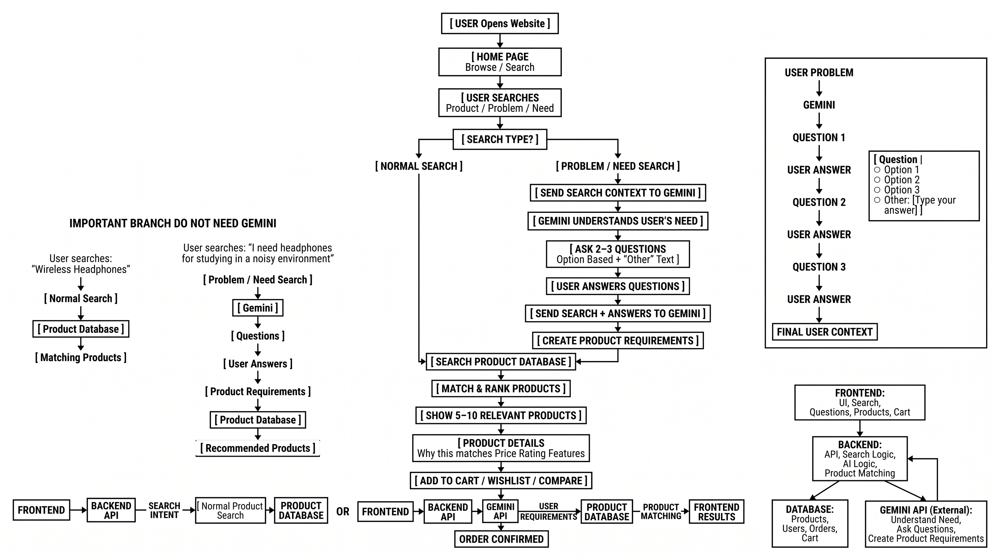 [ USER Opens Website ]
[ HOME PAGE
Browse / Search
[ USER SEARCHES
Product / Problem / Need
[ SEARCH TYPE? ]
[ NORMAL SEARCH ]
[ PROBLEM / NEED SEARCH ]
[ SEND SEARCH CONTEXT TO GEMINI ]
[ GEMINI UNDERSTANDS USER’S NEED ]
[ ASK 2–3 QUESTIONS
Option Based + “Other” Text ]
[ USER ANSWERS QUESTIONS ]
[ SEND SEARCH + ANSWERS TO GEMINI ]
[ CREATE PRODUCT REQUIREMENTS ]
[ SEARCH PRODUCT DATABASE ]
[ MATCH & RANK PRODUCTS ]
[ SHOW 5–10 RELEVANT PRODUCTS ]
[ PRODUCT DETAILS
Why this matches Price Rating Features
[ ADD TO CART / WISHLIST / COMPARE ]
IMPORTANT BRANCH DO NOT NEED GEMINI
User searches:
“Wireless Headphones”
[ Normal Search ]
[ Product Database ]
[ Matching Products ]
User searches: “I need headphones
for studying in a noisy environment”
[ Problem / Need Search ]
[ Gemini ]
[ Questions ]
[ User Answers ]
[ Product Requirements ]
[ Product Database ]
[ Recommended Products ]
FRONTEND
BACKEND
API
SEARCH
INTENT
[ Normal Product
Search
PRODUCT
DATABASE
OR
FRONTEND
BACKEND
API
GEMINI
API
USER
REQUIREMENTS
PRODUCT
DATABASE
PRODUCT
MATCHING
FRONTEND
RESULTS
ORDER CONFIRMED
USER PROBLEM
GEMINI
QUESTION 1
USER ANSWER
QUESTION 2
USER ANSWER
QUESTION 3
USER ANSWER
FINAL USER CONTEXT
[ Question |
○ Option 1
○ Option 2
○ Option 3
○ Other: [Type your
answer] ]
FRONTEND:
UI, Search,
Questions, Products, Cart
BACKEND:
API, Search Logic,
AI Logic,
Product Matching
DATABASE:
Products,
Users, Orders,
Cart
GEMINI API (External):
Understand Need,
Ask Questions,
Create Product Requirements